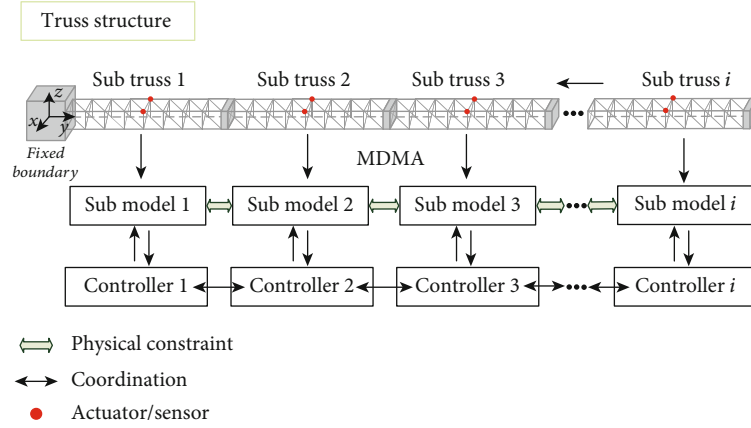 Truss structure
Sub truss 1
Sub truss 2
Sub truss 3
Sub truss i
z
x
y
Fixed
boundary
MDMA
Sub model 1
Sub model 2
Sub model 3
Sub model i
Controller 1
Controller 2
Controller 3
Controller i
Physical constraint
Coordination
Actuator/sensor